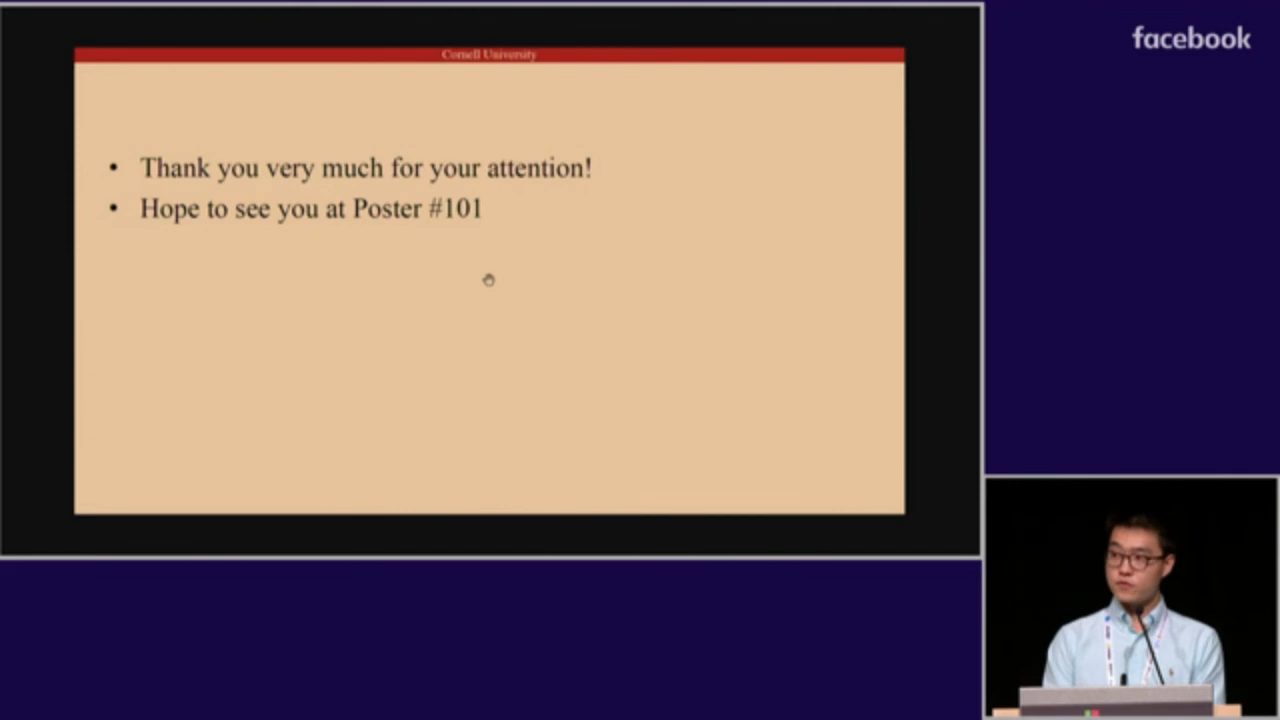 facebook
Cornell University
• Thank you very much for your attention!
• Hope to see you at Poster #101